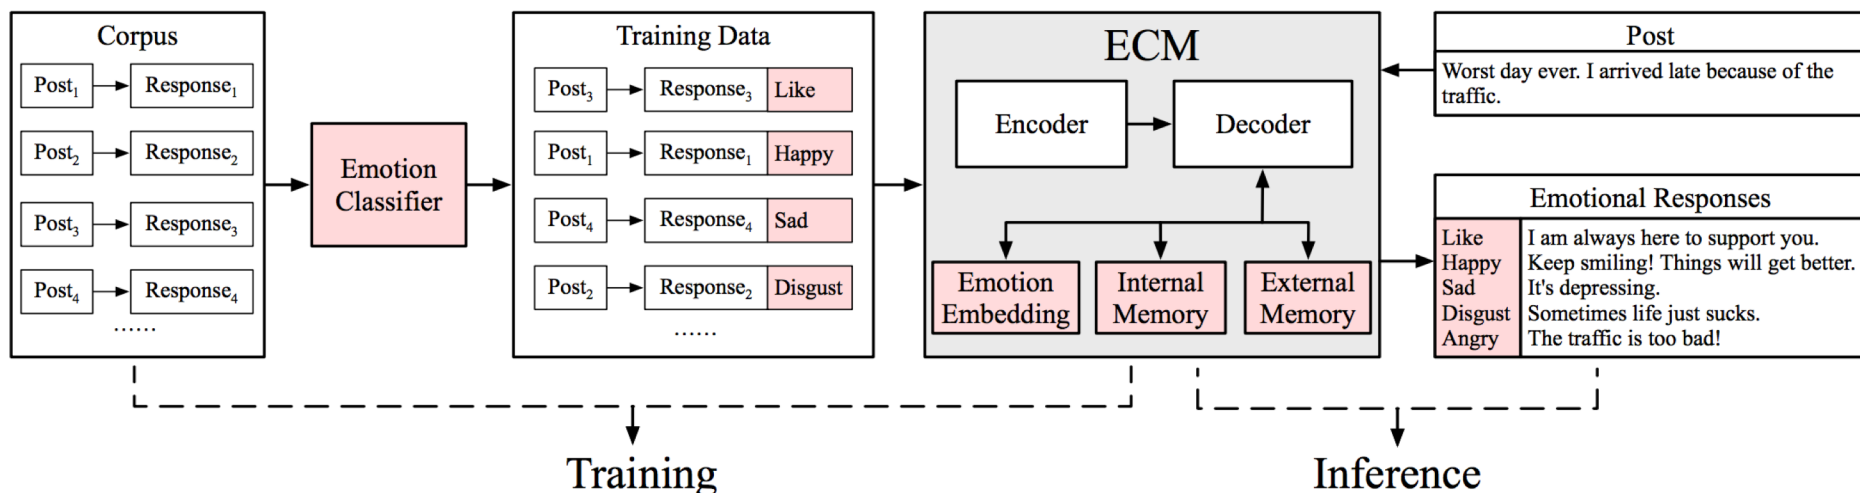 Corpus
Post1 Response1
Post2 Response2
Post3 Response3
Post4 Response4
......
Emotion
Classifier
Training Data
Post3 Response3 Like
Post1 Response1 Happy
Post4 Response4 Sad
Post2 Response2 Disgust
......
ECM
Encoder
Decoder
Emotion
Embedding
Internal
Memory
External
Memory
Post
Worst day ever. I arrived late because of the
traffic.
Emotional Responses
Like I am always here to support you.
Happy Keep smiling! Things will get better.
Sad It's depressing.
Disgust Sometimes life just sucks.
Angry The traffic is too bad!
Training
Inference